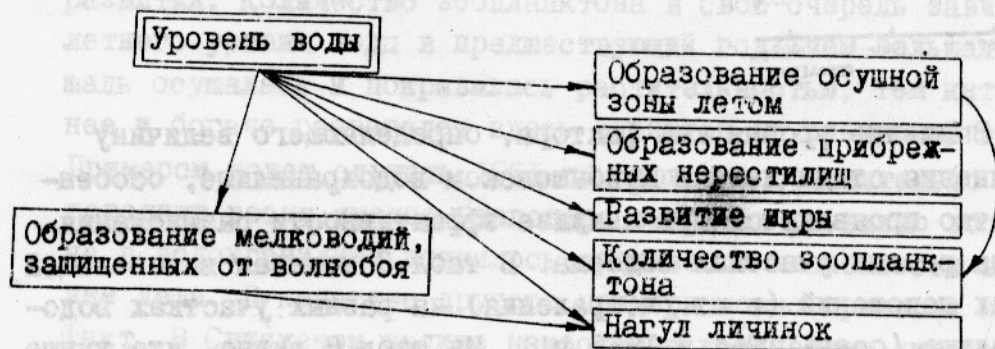 Уровень воды
Образование осушной
зоны летом
Образование прибреж-
ных нерестилищ
Развитие икры
Количество зоопланк-
тона
Нагул личинок
Образование мелководий,
защищенных от волнобоя